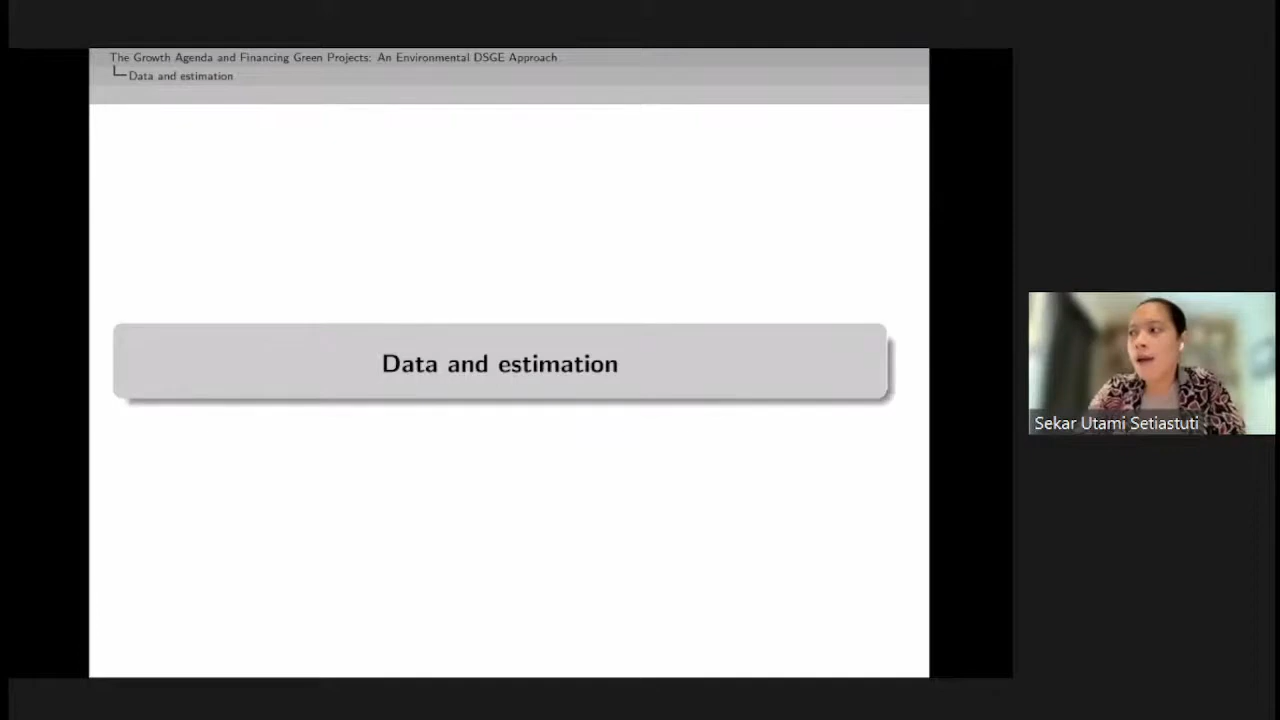 The Growth Agenda and Financing Green Projects: An Environmental DSGE Approach
Data and estimation
Data and estimation
Sekar Utami Setiastuti